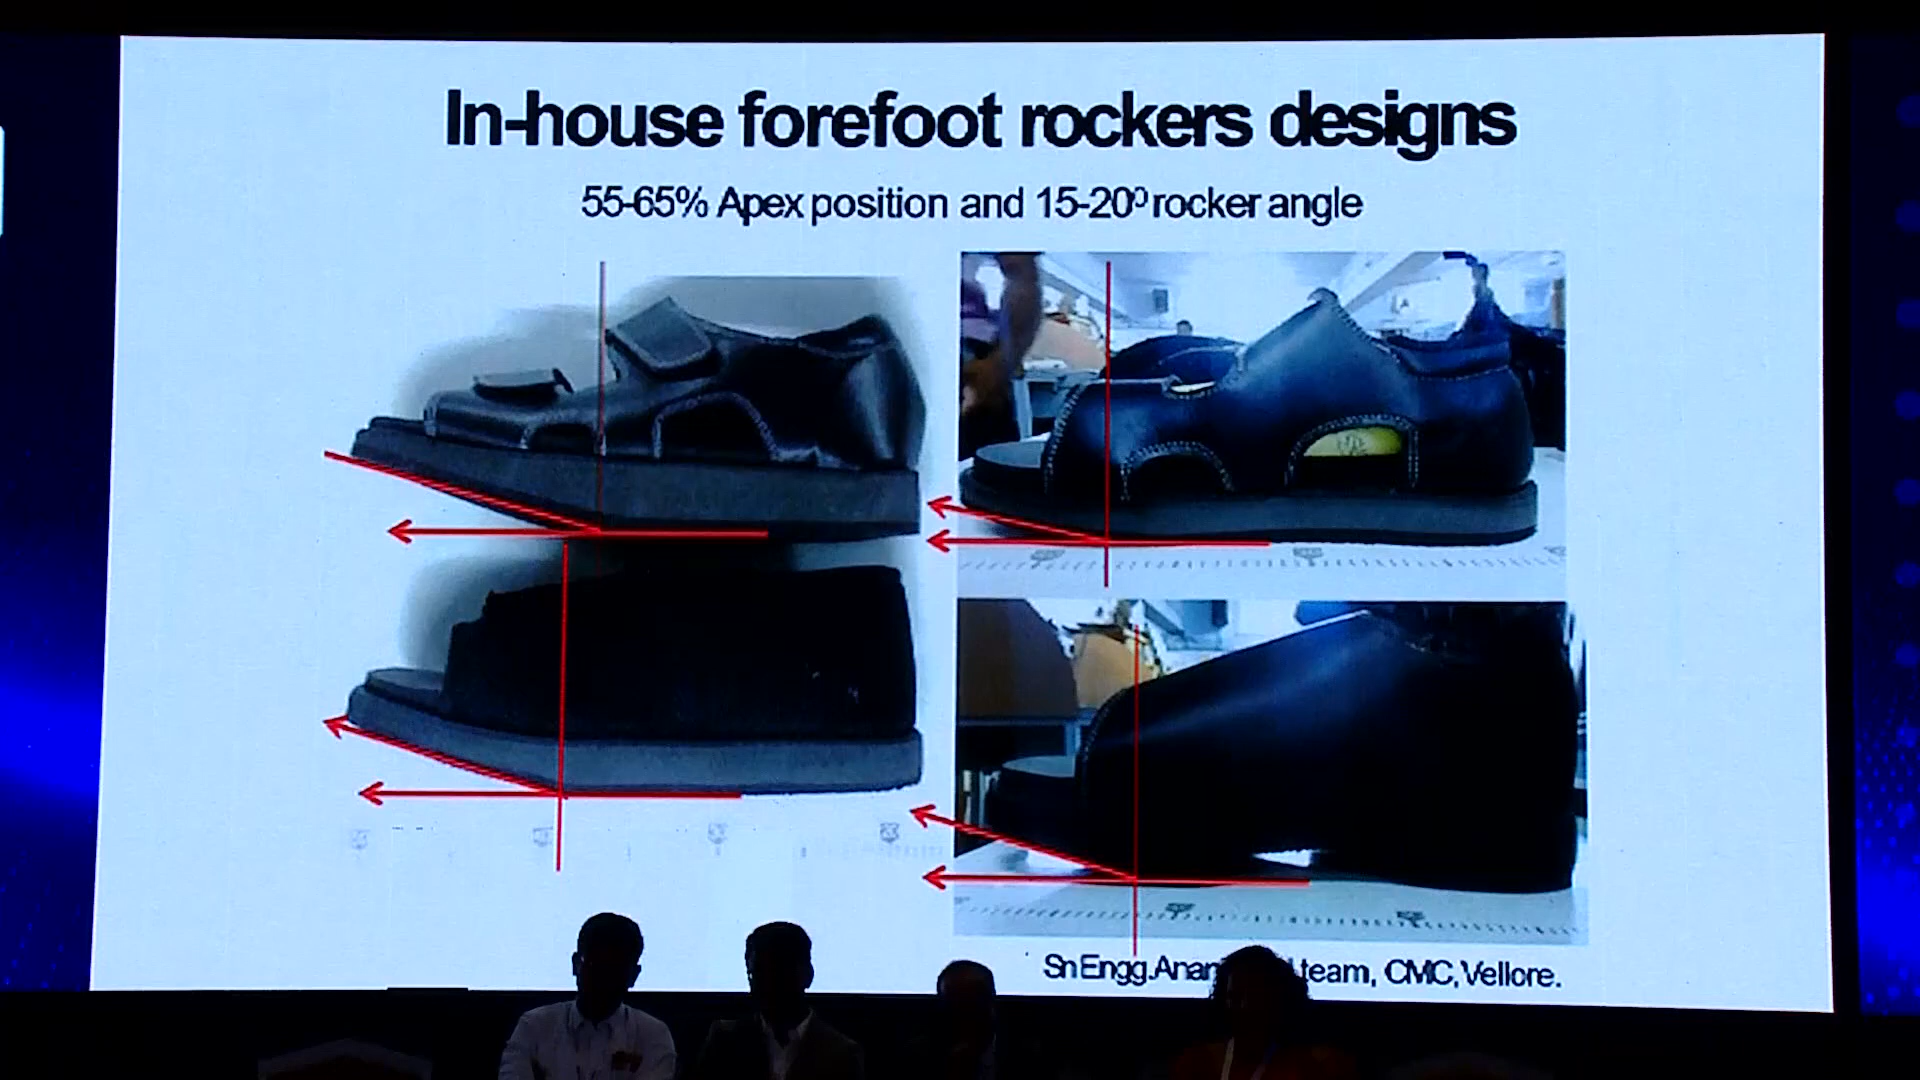 In-house forefoot rockers designs
55-65% Apex position and 15-20⁰ rocker angle
Sn Engg. team, CMC, Vellore.